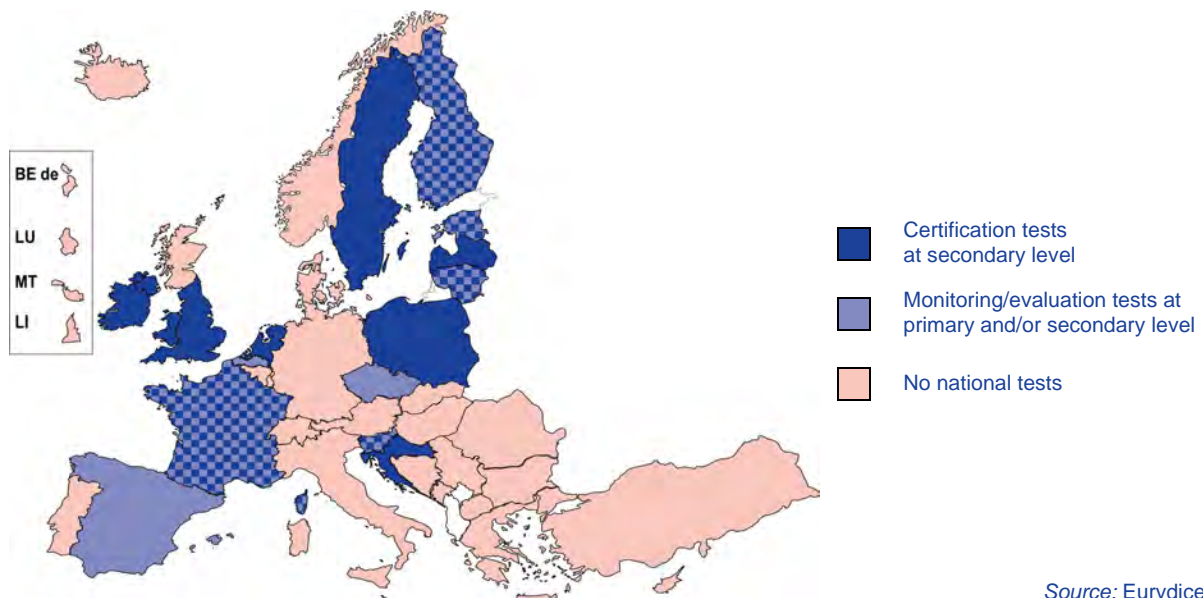 BE de
LU
MT
LI
Certification tests
at secondary level
Monitoring/evaluation tests at
primary and/or secondary level
No national tests
Source: Eurydice